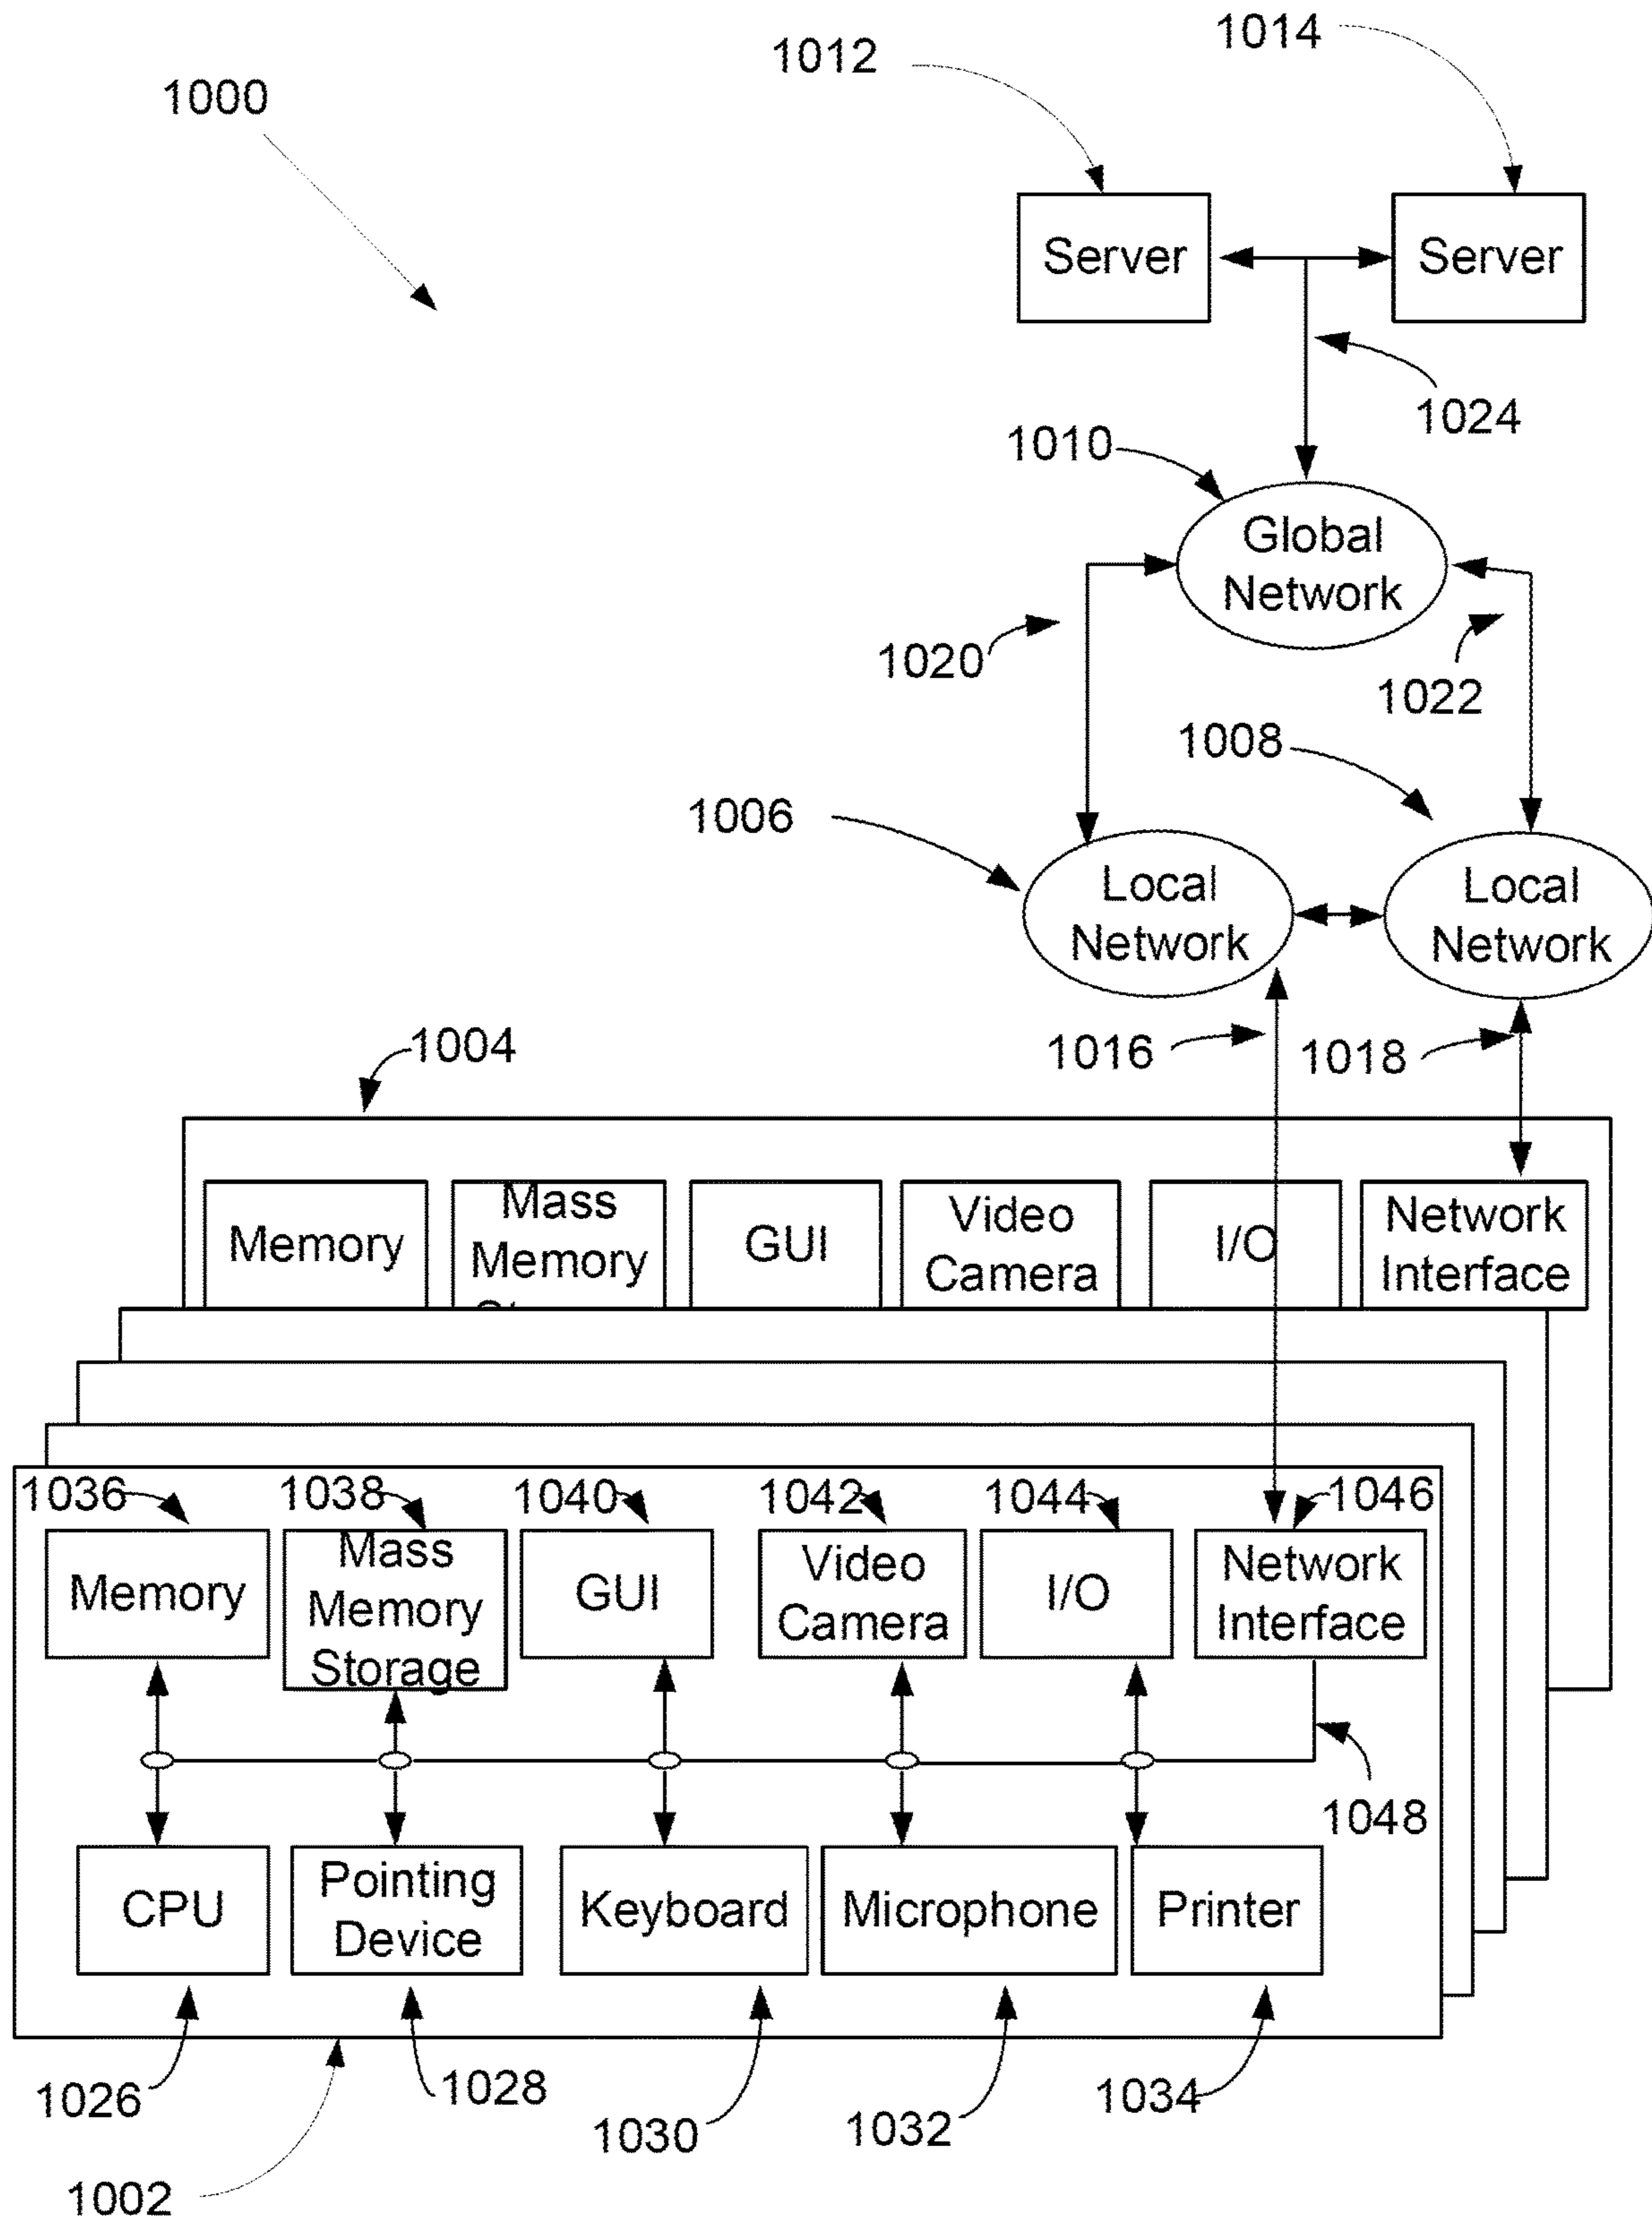 1014
1012
1000
Server
Server
1024
1010
Global
Network
1020
1022
1008
1006
Local
Network
Local
Network
1004
1016
1018
Memory
Mass
Memory
GUI
Video
Camera
I/O
Network
Interface
1036
1038
1040
1042
1044
1046
Memory
Mass
Memory
Storage
GUI
Video
Camera
I/O
Network
Interface
1048
CPU
Pointing
Device
Keyboard
Microphone
Printer
1026
1028
1030
1032
1034
1002